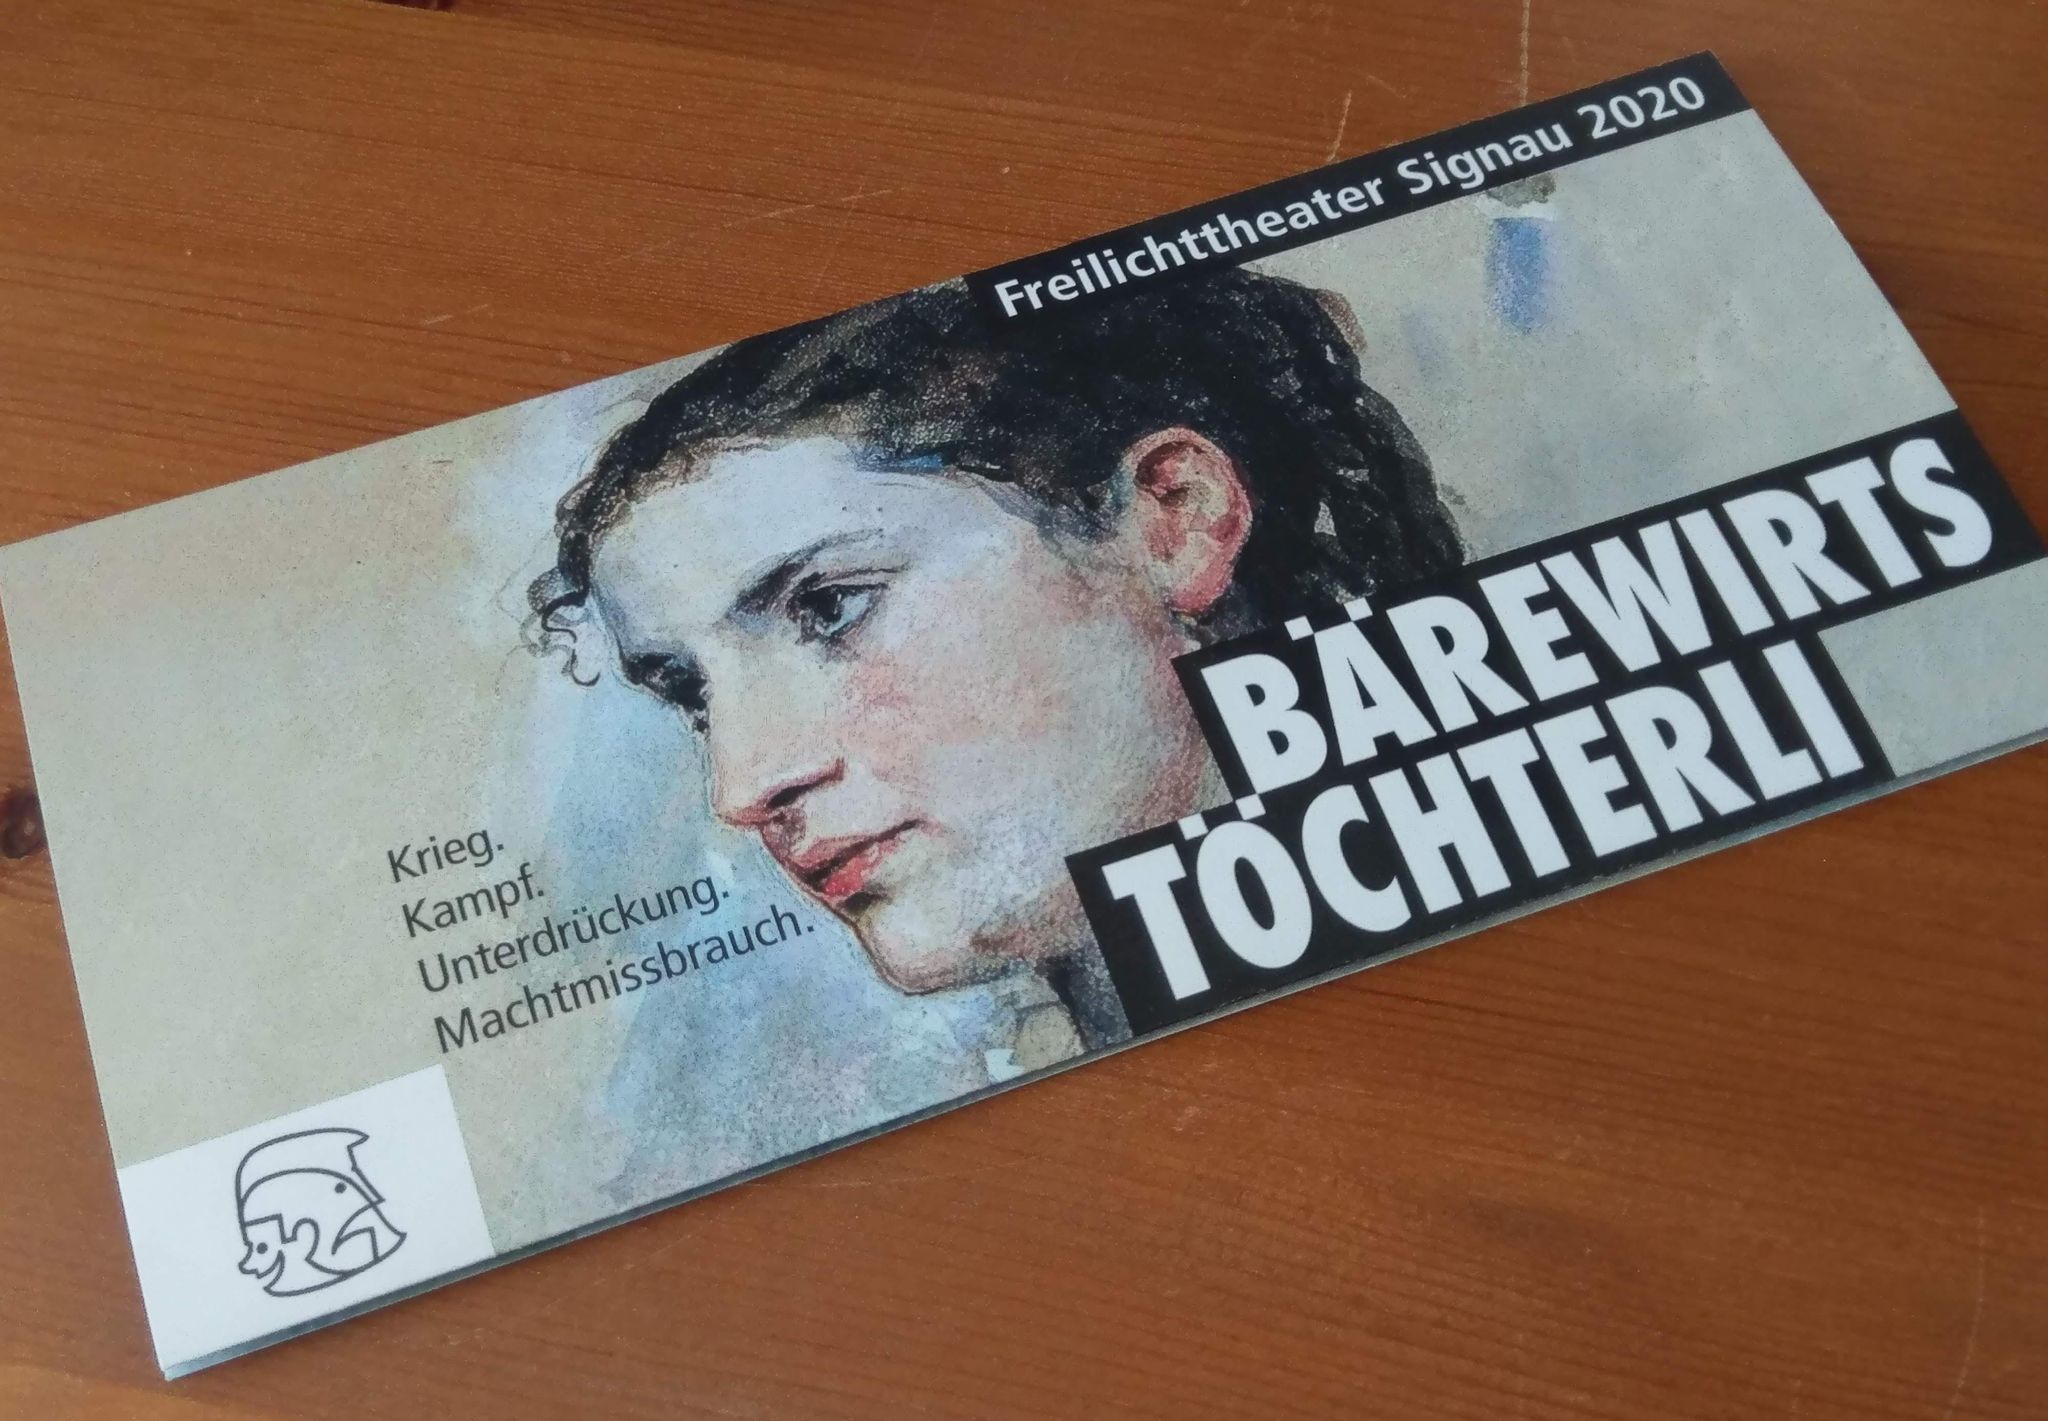 Freilichttheater Signau 2020
BÄREWIRTS
TÖCHTERLI
Krieg.
Kampf.
Unterdrückung.
Machtmissbrauch.